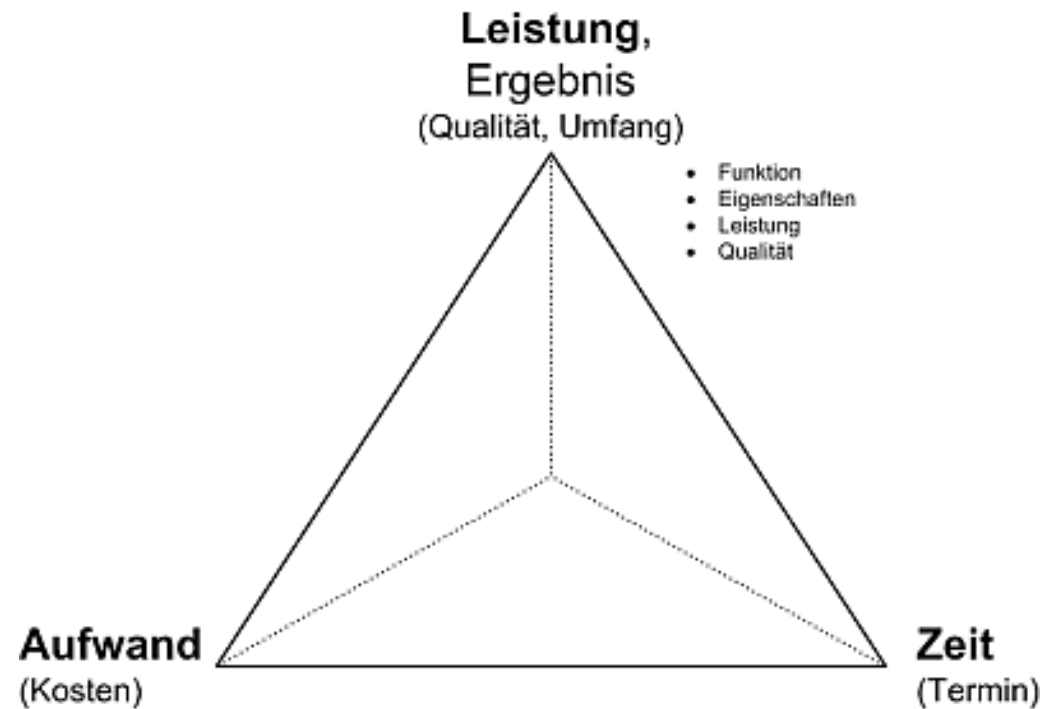 Leistung,
Ergebnis
(Qualität, Umfang)
• Funktion
• Eigenschaften
• Leistung
• Qualität
Aufwand
(Kosten)
Zeit
(Termin)